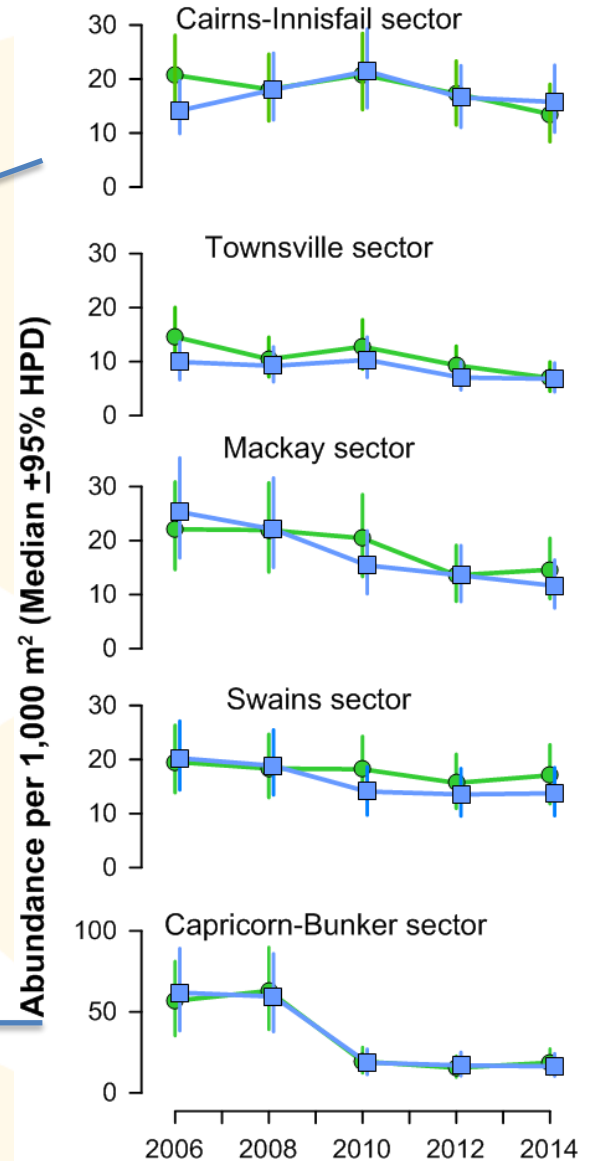 Cairns-Innisfail sector
30
20
10
0
Townsville sector
30
20
10
0
Mackay sector
30
20
10
0
Swains sector
30
20
10
0
Capricorn-Bunker sector
100
50
0
2006 2008 2010 2012 2014
Abundance per 1,000 m² (Median ±95% HPD)